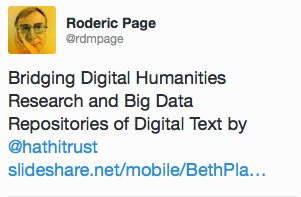 Roderic Page
@rdmpage
Bridging Digital Humanities
Research and Big Data
Repositories of Digital Text by
@hathitrust
slideshare.net/mobile/BethPla…